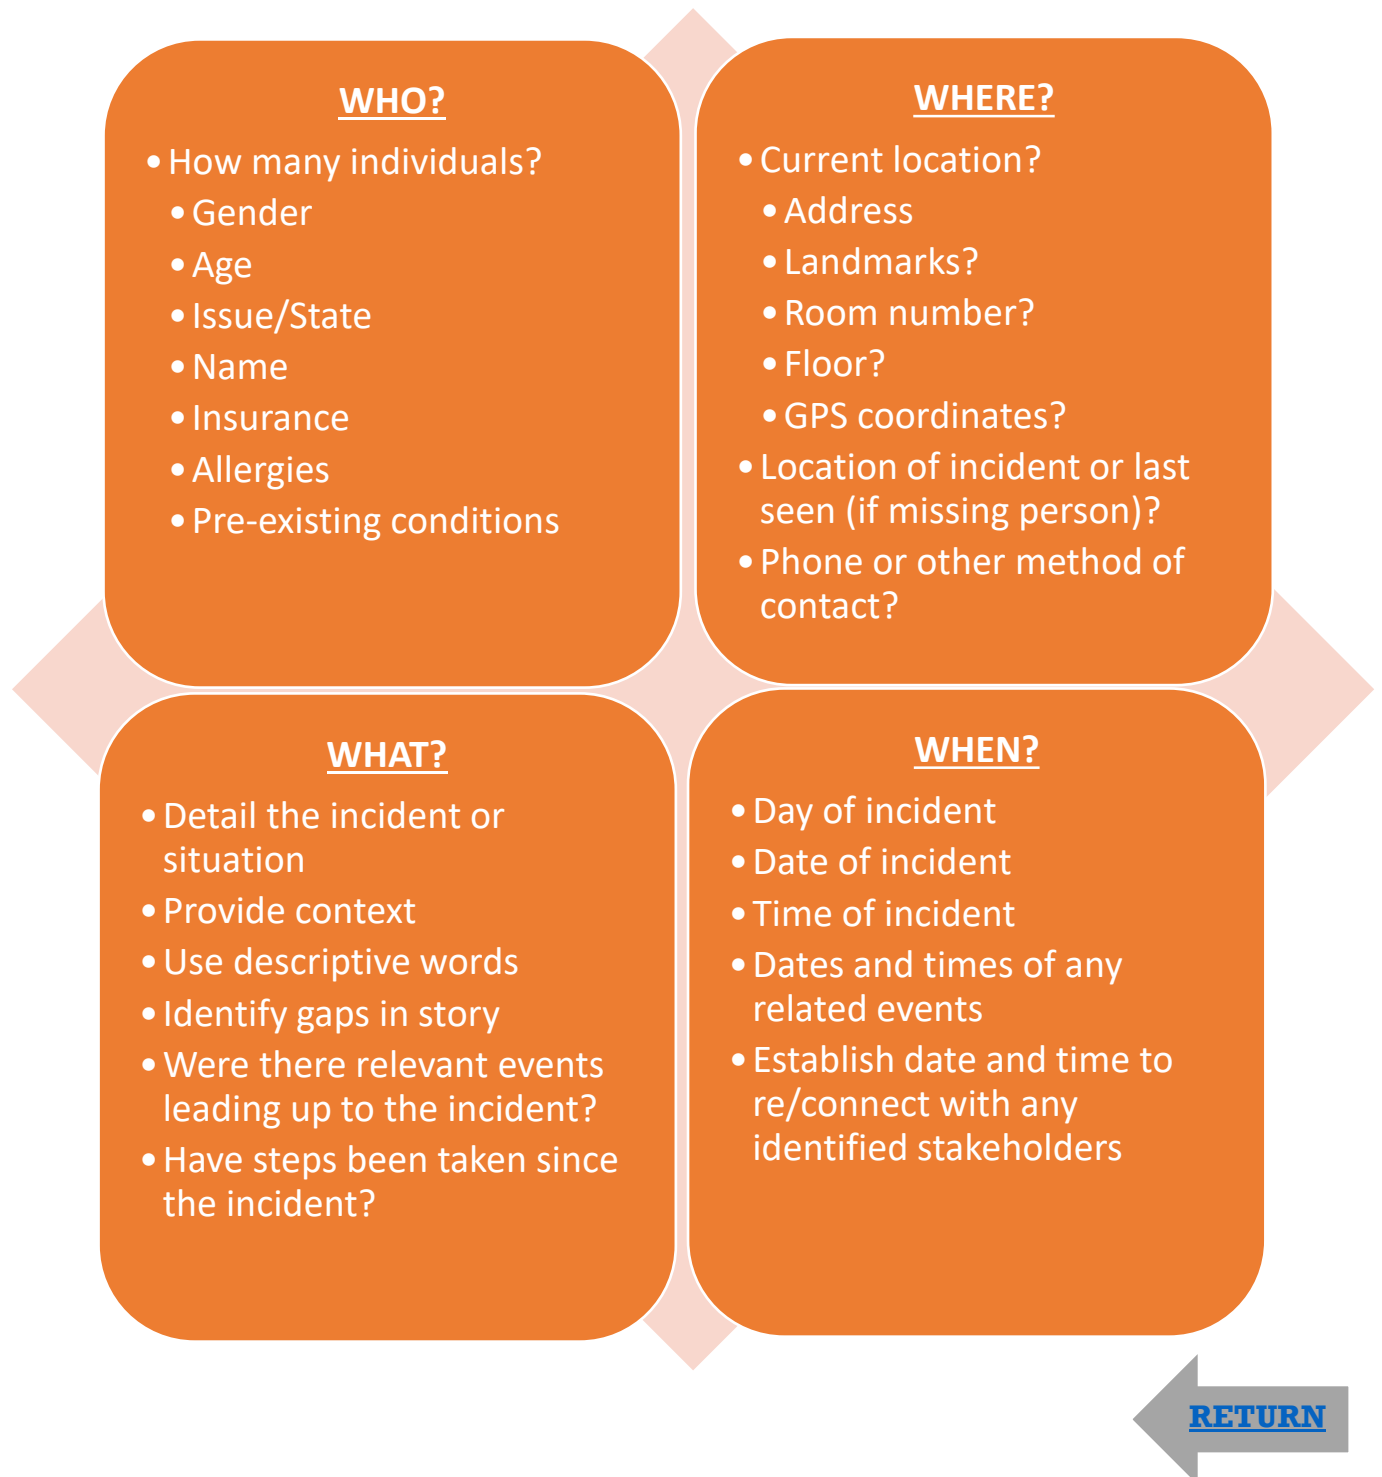 WHO?
• How many individuals?
• Gender
• Age
• Issue/State
• Name
• Insurance
• Allergies
• Pre-existing conditions
WHERE?
• Current location?
• Address
• Landmarks?
• Room number?
• Floor?
• GPS coordinates?
• Location of incident or last
seen (if missing person)?
• Phone or other method of
contact?
WHAT?
• Detail the incident or
situation
• Provide context
• Use descriptive words
• Identify gaps in story
• Were there relevant events
leading up to the incident?
• Have steps been taken since
the incident?
WHEN?
• Day of incident
• Date of incident
• Time of incident
• Dates and times of any
related events
• Establish date and time to
re/connect with any
identified stakeholders
RETURN